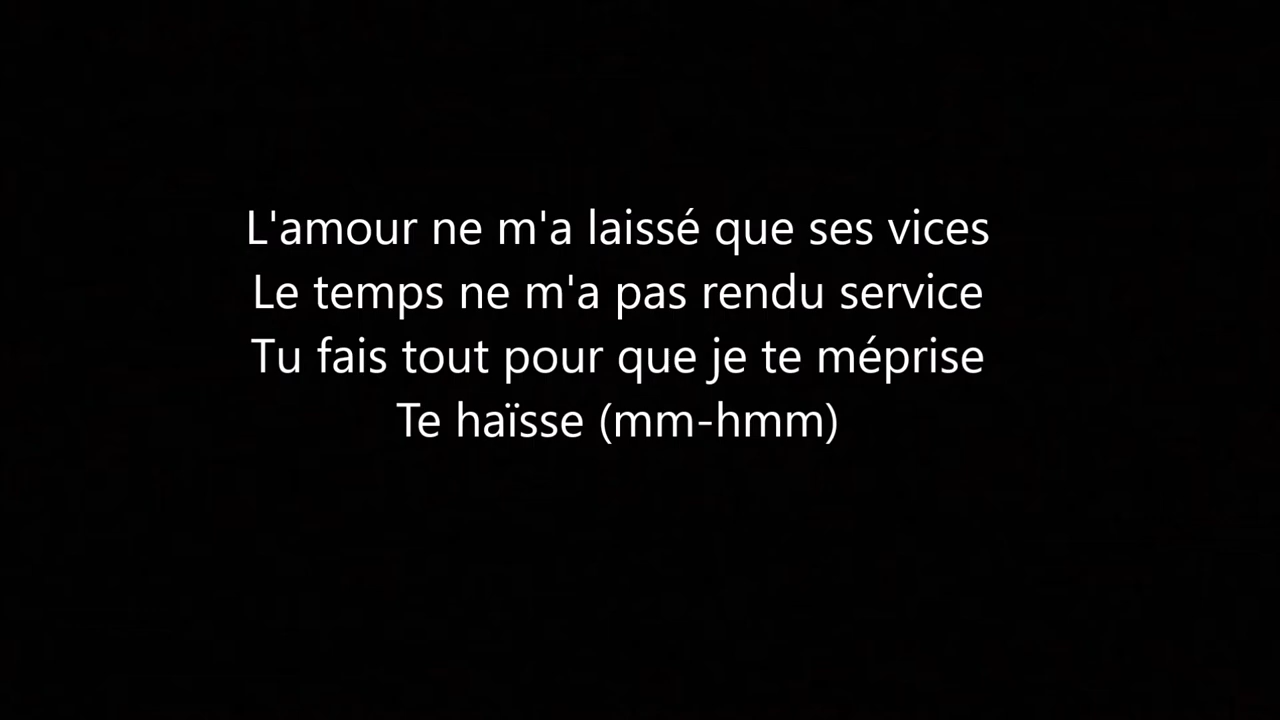 L'amour ne m'a laissé que ses vices
Le temps ne m'a pas rendu service
Tu fais tout pour que je te méprise
Te haïsse (mm-hmm)